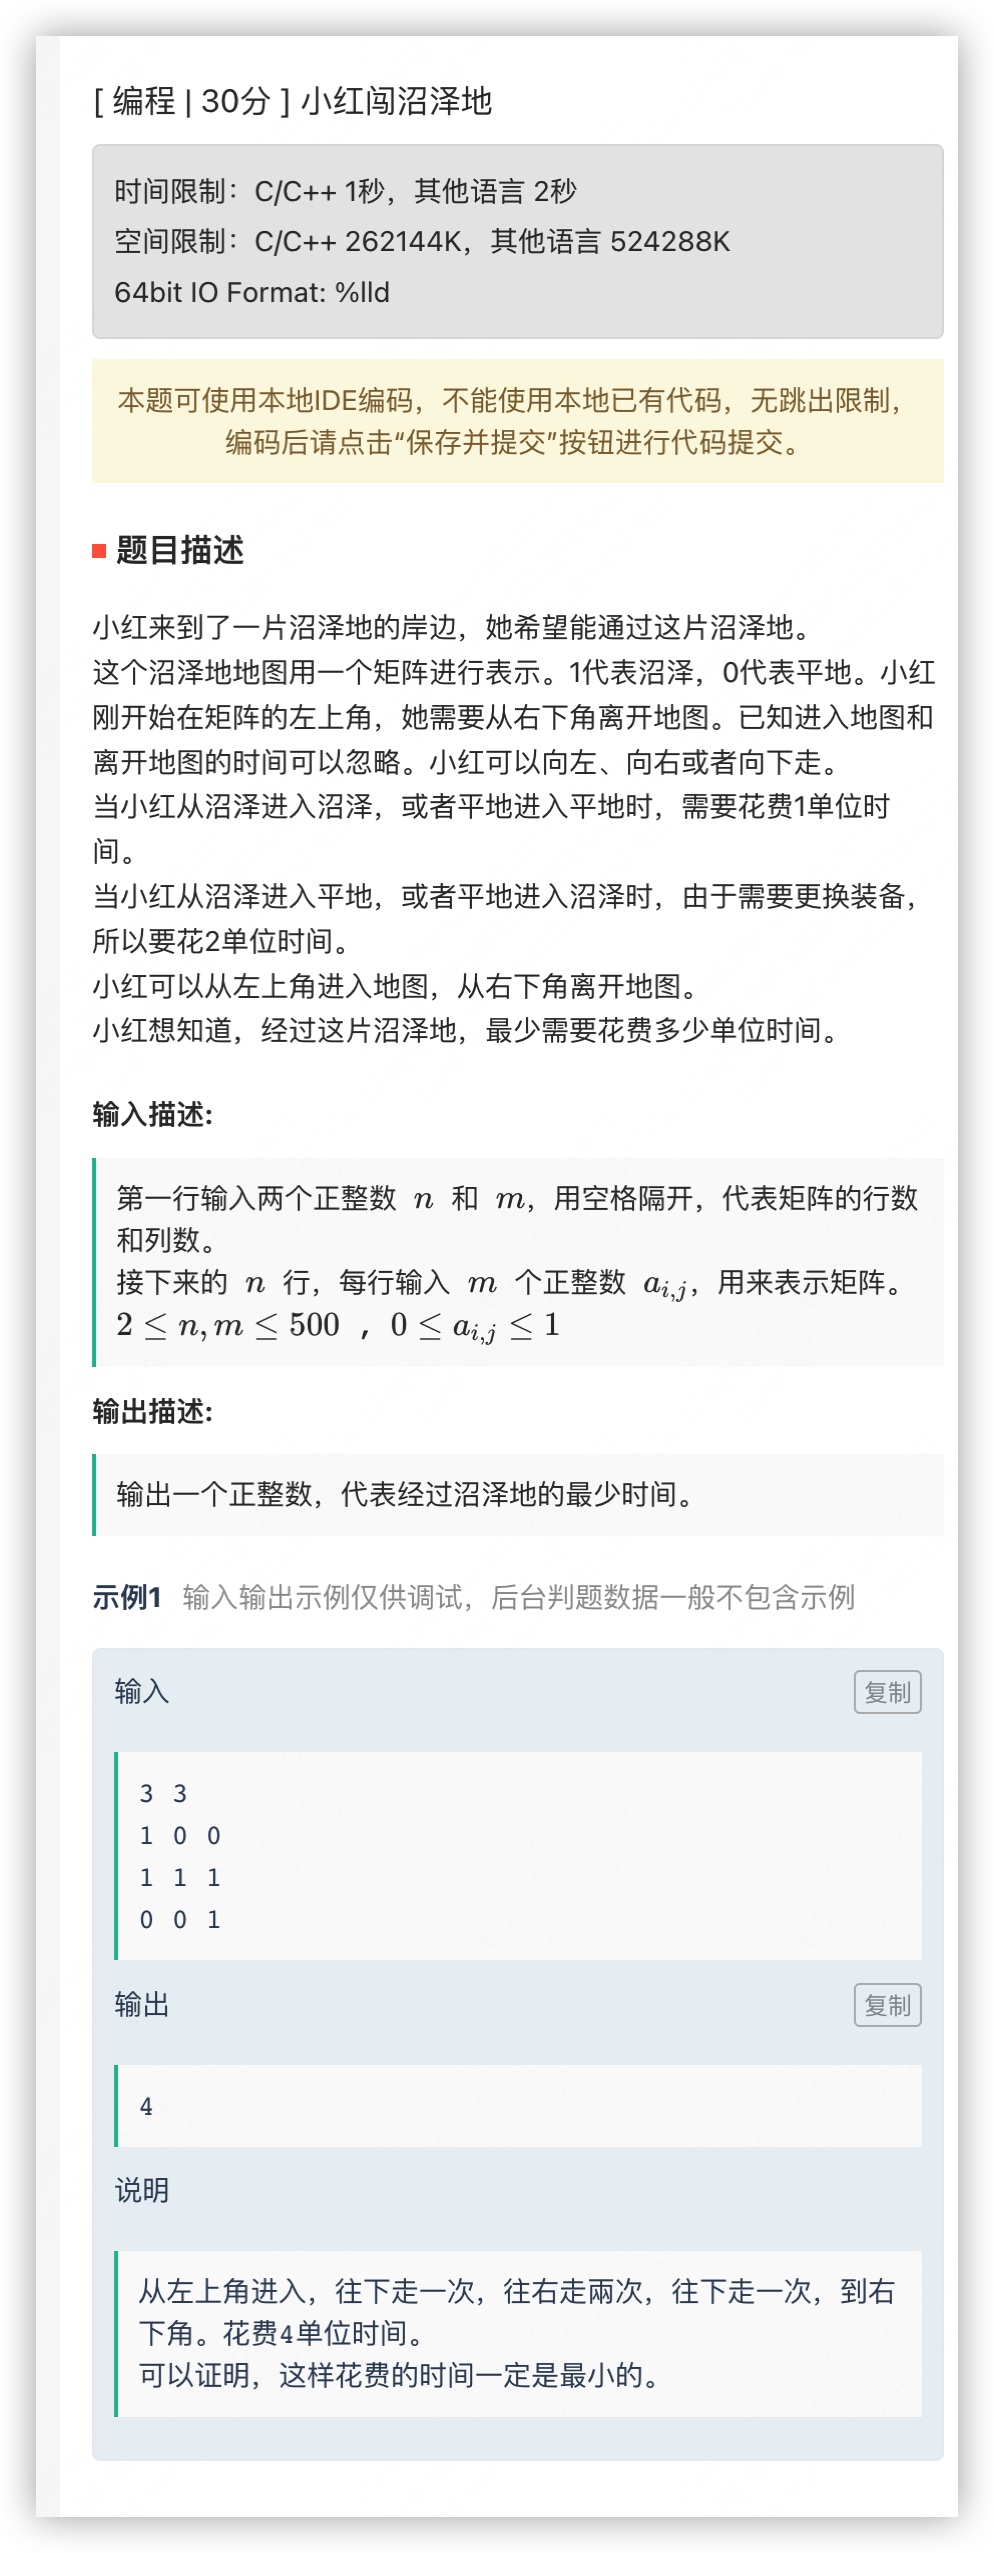 [ 编程 | 30分 ] 小红闯沼泽地
时间限制：C/C++ 1秒，其他语言 2秒
空间限制：C/C++ 262144K，其他语言 524288K
64bit IO Format: %lld
本题可使用本地IDE编码，不能使用本地已有代码，无跳出限制，
编码后请点击“保存并提交”按钮进行代码提交。
题目描述
小红来到了一片沼泽地的岸边，她希望能通过这片沼泽地。
这个沼泽地地图用一个矩阵进行表示。1代表沼泽，0代表平地。小红
刚开始在矩阵的左上角，她需要从右下角离开地图。已知进入地图和
离开地图的时间可以忽略。小红可以向左、向右或者向下走。
当小红从沼泽进入沼泽，或者平地进入平地时，需要花费1单位时
间。
当小红从沼泽进入平地，或者平地进入沼泽时，由于需要更换装备，
所以要花2单位时间。
小红可以从左上角进入地图，从右下角离开地图。
小红想知道，经过这片沼泽地，最少需要花费多少单位时间。
输入描述:
第一行输入两个正整数 n 和 m，用空格隔开，代表矩阵的行数
和列数。
接下来的 n 行，每行输入 m 个正整数 a_{i,j}，用来表示矩阵。
2 ≤ n, m ≤ 500 ， 0 ≤ a_{i,j} ≤ 1
输出描述:
输出一个正整数，代表经过沼泽地的最少时间。
示例1 输入输出示例仅供调试，后台判题数据一般不包含示例
输入 复制
3 3
1 0 0
1 1 1
0 0 1
输出 复制
4
说明
从左上角进入，往下走一次，往右走兩次，往下走一次，到右
下角。花费4单位时间。
可以证明，这样花费的时间一定是最小的。